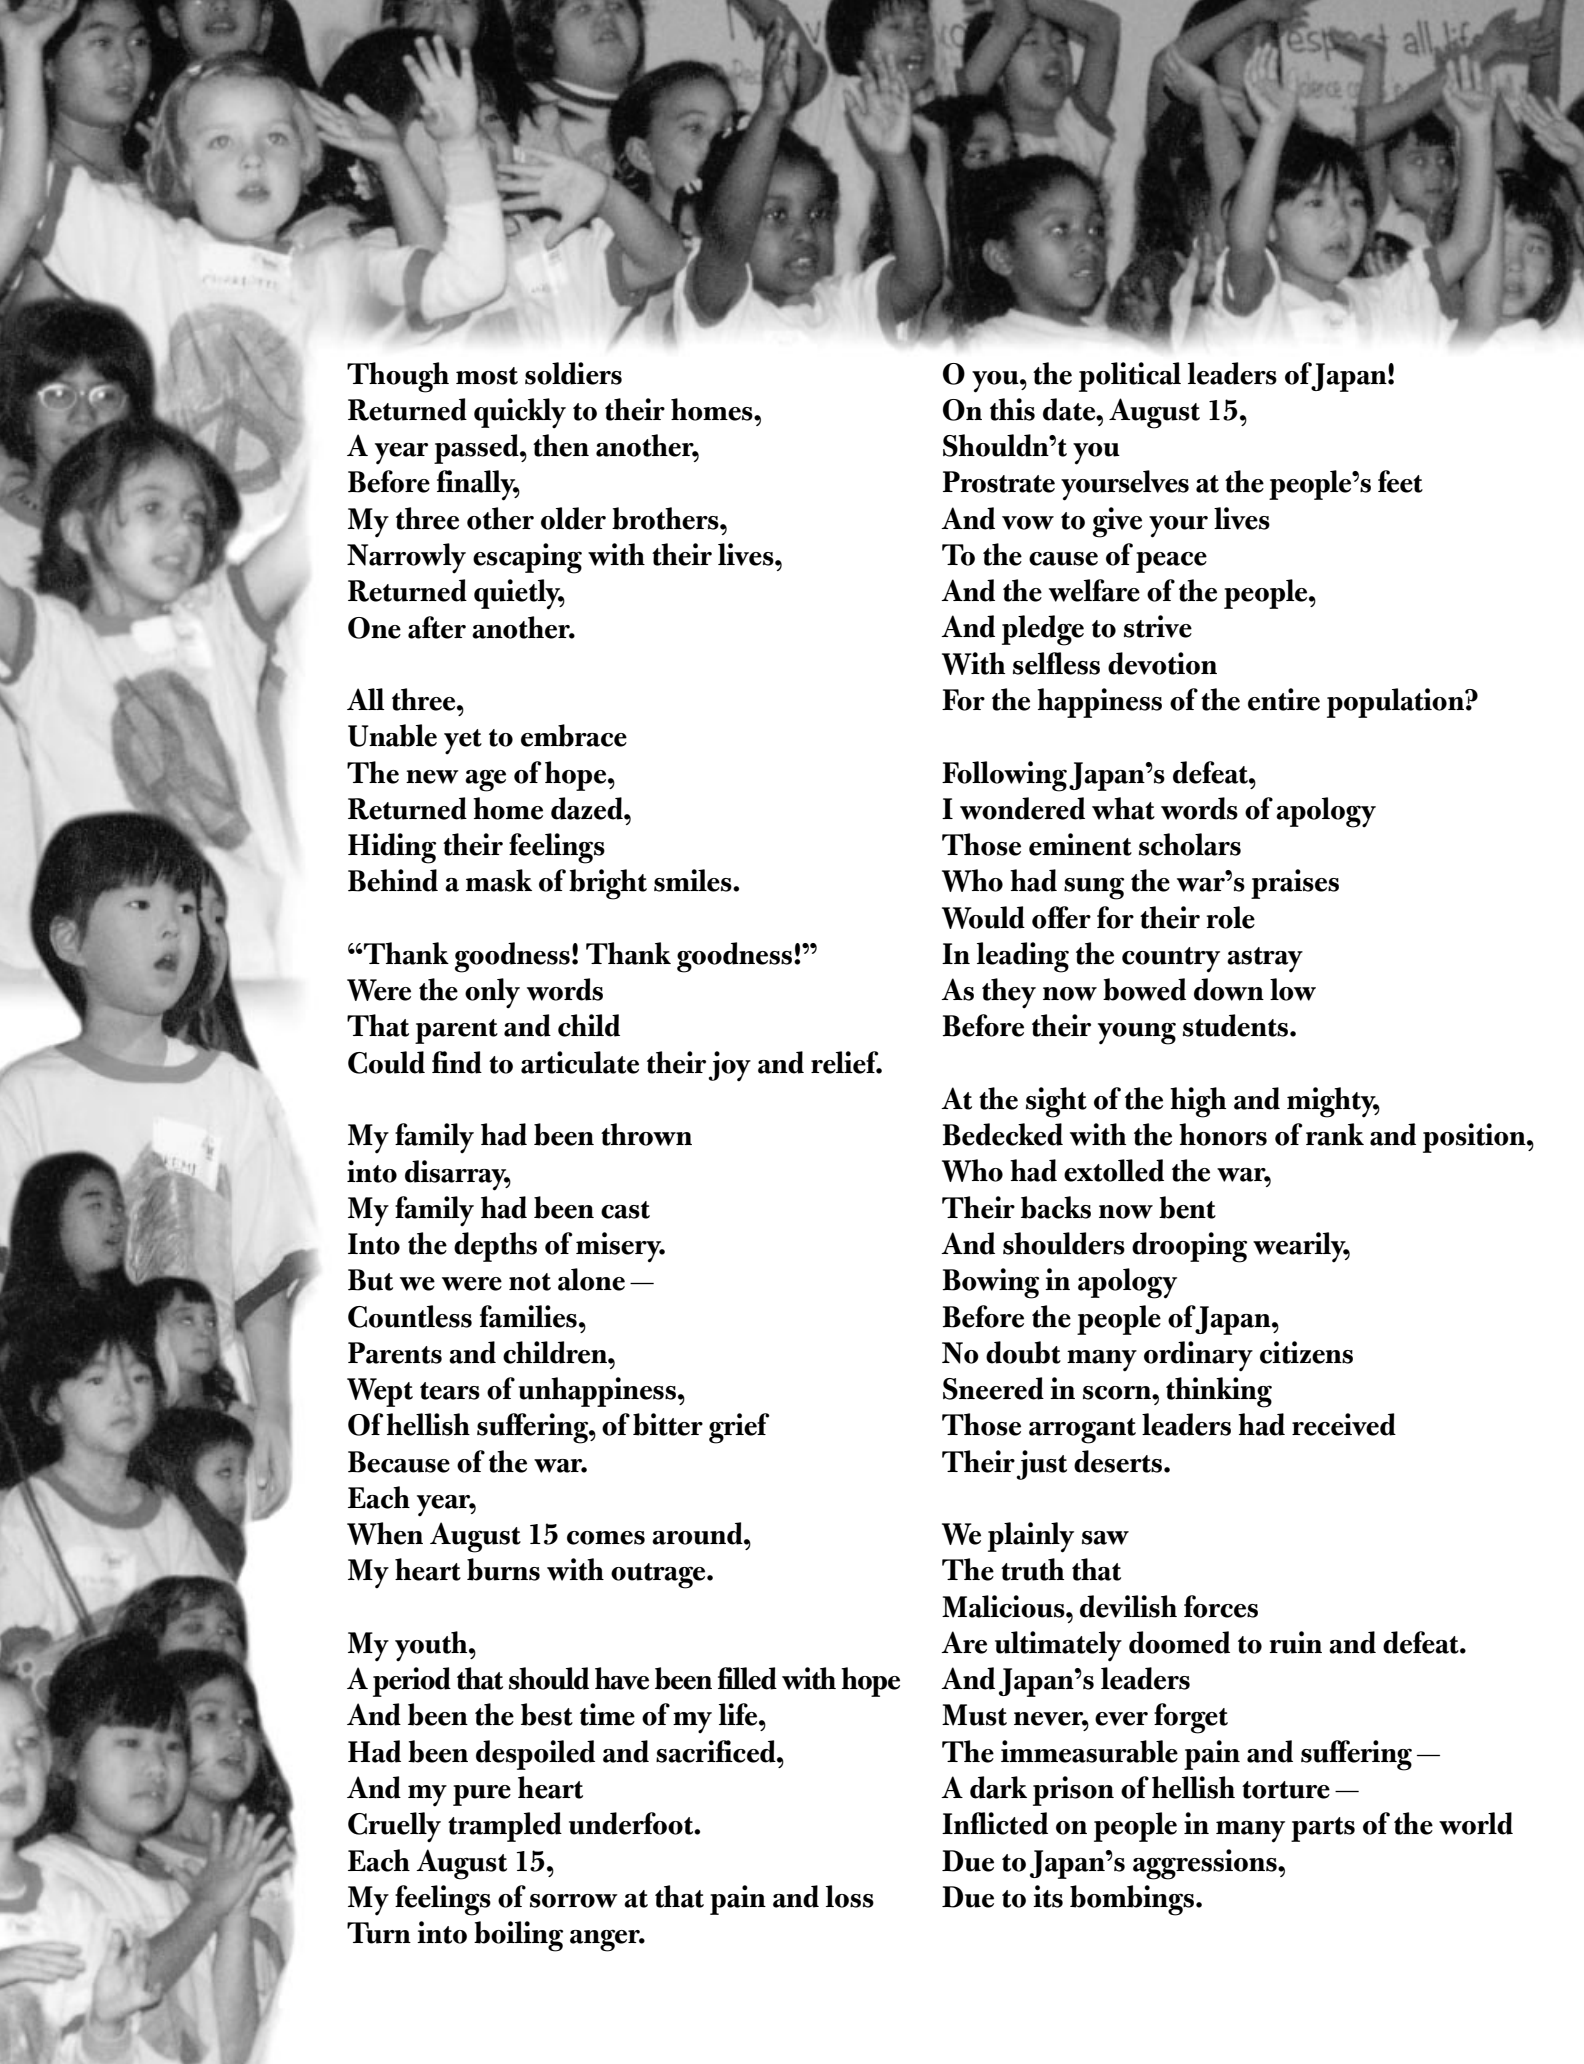 espect all life
Though most soldiers
Returned quickly to their homes,
A year passed, then another,
Before finally,
My three other older brothers,
Narrowly escaping with their lives,
Returned quietly,
One after another.
All three,
Unable yet to embrace
The new age of hope,
Returned home dazed,
Hiding their feelings
Behind a mask of bright smiles.
“Thank goodness! Thank goodness!”
Were the only words
That parent and child
Could find to articulate their joy and relief.
My family had been thrown
into disarray,
My family had been cast
Into the depths of misery.
But we were not alone —
Countless families,
Parents and children,
Wept tears of unhappiness,
Of hellish suffering, of bitter grief
Because of the war.
Each year,
When August 15 comes around,
My heart burns with outrage.
My youth,
A period that should have been filled with hope
And been the best time of my life,
Had been despoiled and sacrificed,
And my pure heart
Cruelly trampled underfoot.
Each August 15,
My feelings of sorrow at that pain and loss
Turn into boiling anger.
O you, the political leaders of Japan!
On this date, August 15,
Shouldn’t you
Prostrate yourselves at the people’s feet
And vow to give your lives
To the cause of peace
And the welfare of the people,
And pledge to strive
With selfless devotion
For the happiness of the entire population?
Following Japan’s defeat,
I wondered what words of apology
Those eminent scholars
Who had sung the war’s praises
Would offer for their role
In leading the country astray
As they now bowed down low
Before their young students.
At the sight of the high and mighty,
Bedecked with the honors of rank and position,
Who had extolled the war,
Their backs now bent
And shoulders drooping wearily,
Bowing in apology
Before the people of Japan,
No doubt many ordinary citizens
Sneered in scorn, thinking
Those arrogant leaders had received
Their just deserts.
We plainly saw
The truth that
Malicious, devilish forces
Are ultimately doomed to ruin and defeat.
And Japan’s leaders
Must never, ever forget
The immeasurable pain and suffering —
A dark prison of hellish torture —
Inflicted on people in many parts of the world
Due to Japan’s aggressions,
Due to its bombings.